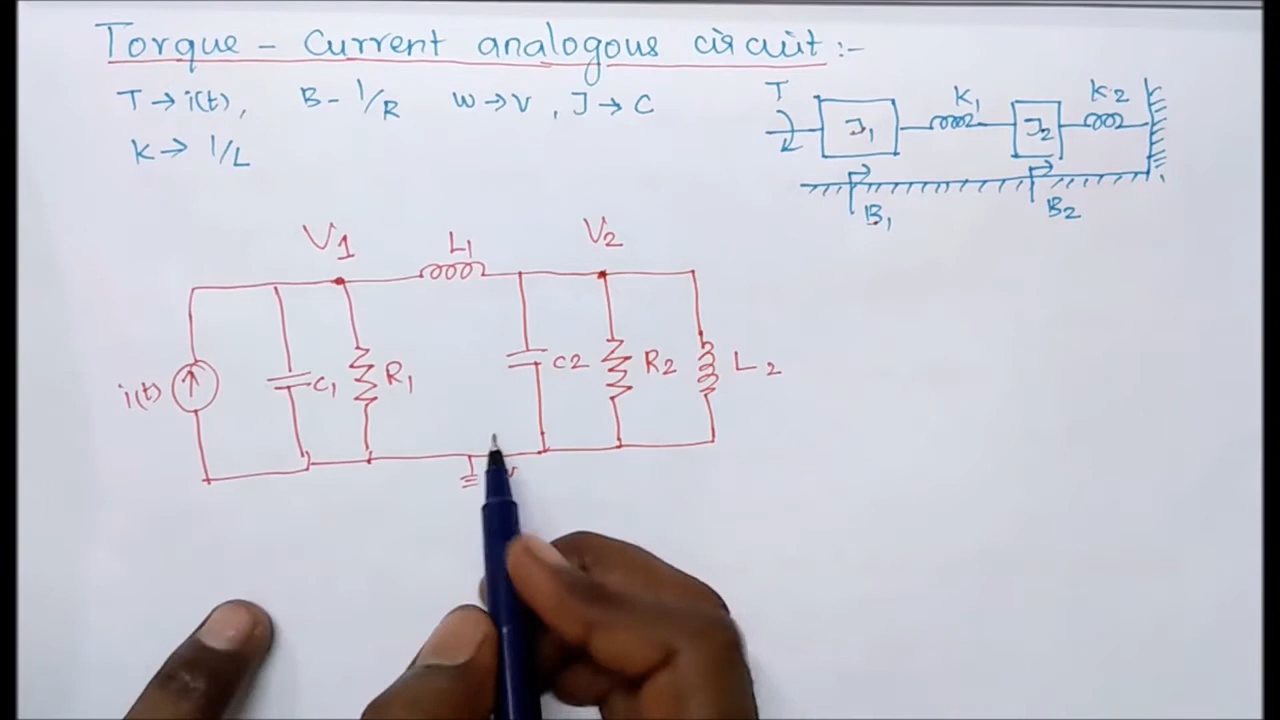 Torque - Current analogous circuit :-
T → i(t), B - 1/R W → V , J → C
K → 1/L
T J1 K1 J2 K2
B1 B2
V1 L1 V2
i(t) C1 R1 C2 R2 L2